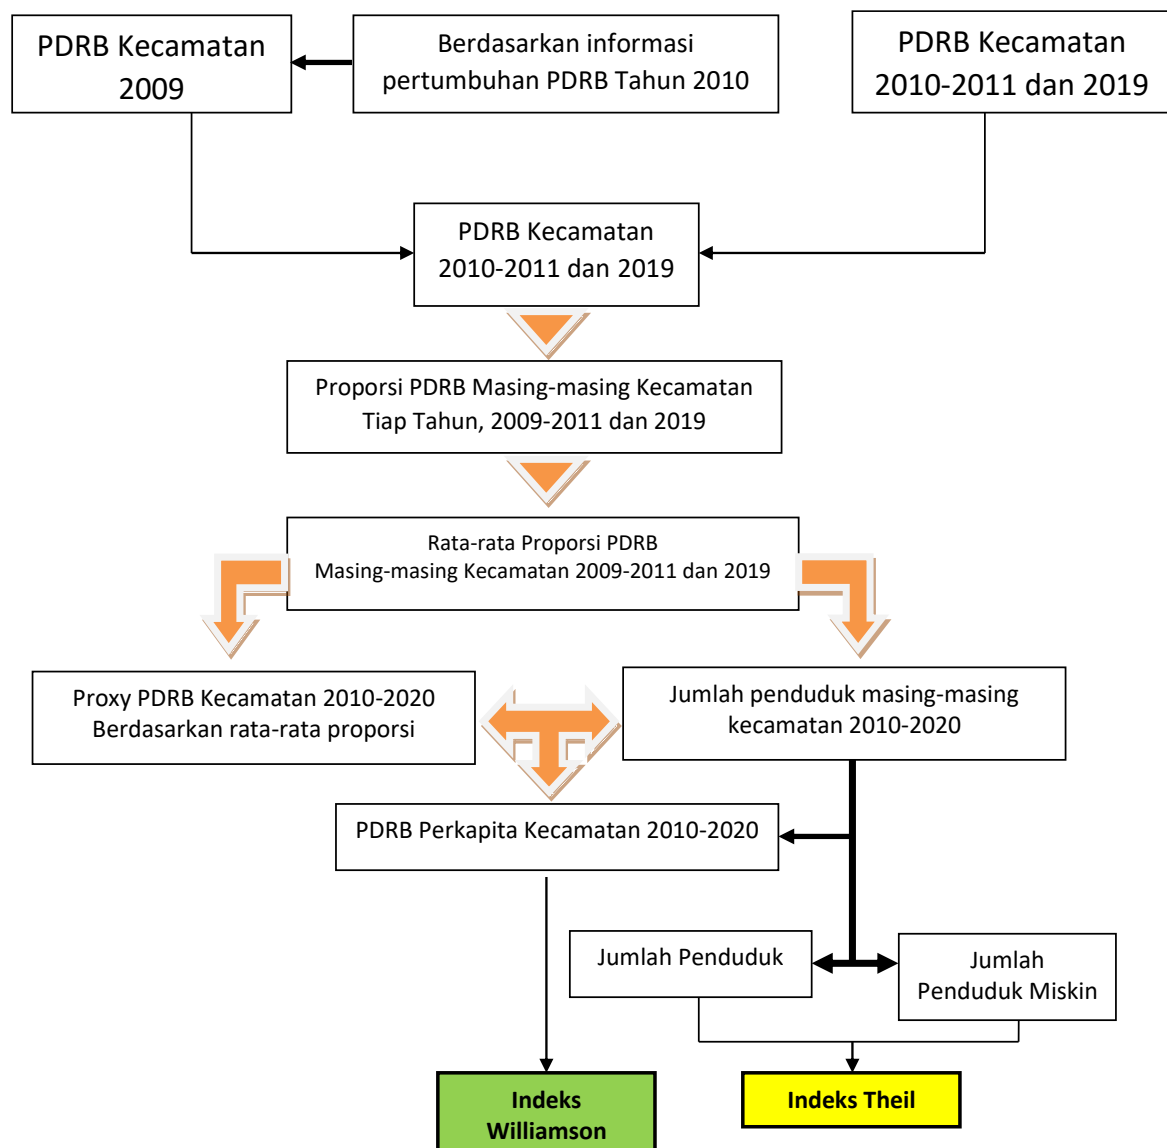 PDRB Kecamatan
2009
Berdasarkan informasi
pertumbuhan PDRB Tahun 2010
PDRB Kecamatan
2010-2011 dan 2019
PDRB Kecamatan
2010-2011 dan 2019
Proporsi PDRB Masing-masing Kecamatan
Tiap Tahun, 2009-2011 dan 2019
Rata-rata Proporsi PDRB
Masing-masing Kecamatan 2009-2011 dan 2019
Proxy PDRB Kecamatan 2010-2020
Berdasarkan rata-rata proporsi
Jumlah penduduk masing-masing
kecamatan 2010-2020
PDRB Perkapita Kecamatan 2010-2020
Jumlah Penduduk
Jumlah
Penduduk Miskin
Indeks
Williamson
Indeks Theil